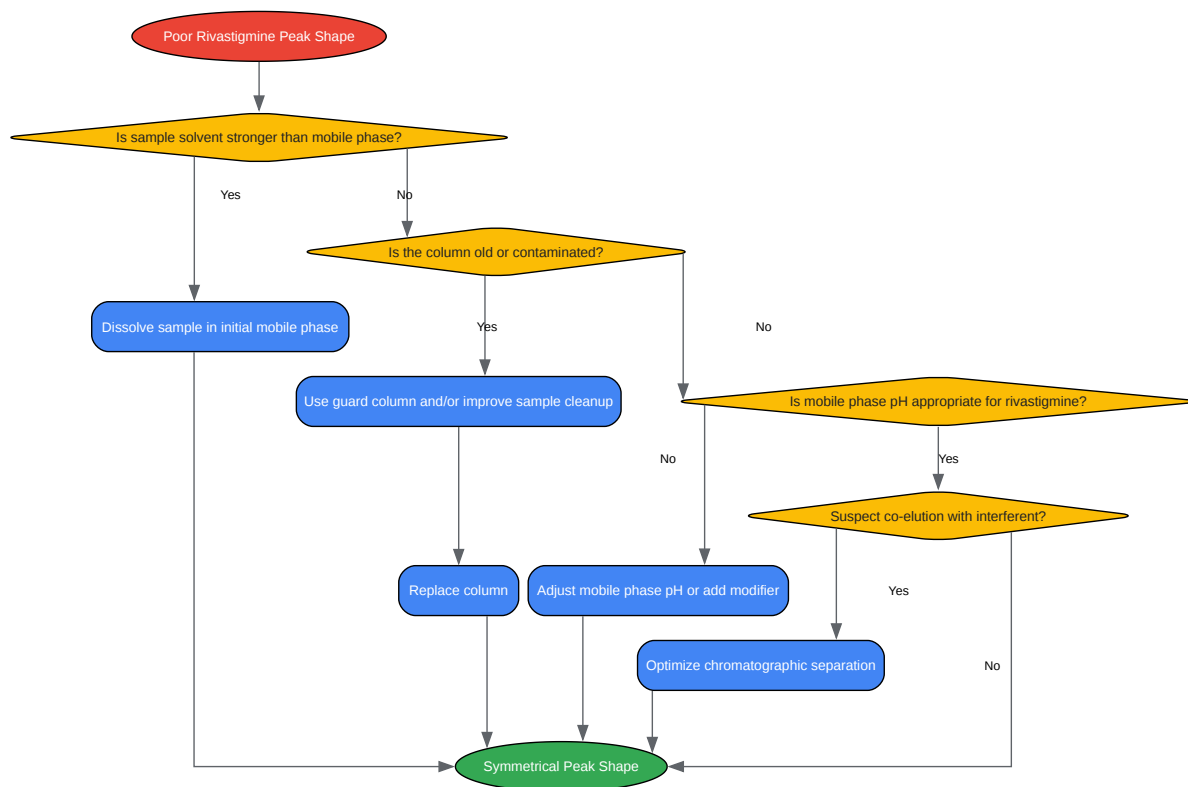 Poor Rivastigmine Peak Shape
Is sample solvent stronger than mobile phase?
Yes
No
Is the column old or contaminated?
Dissolve sample in initial mobile phase
Yes
No
Use guard column and/or improve sample cleanup
Is mobile phase pH appropriate for rivastigmine?
No
Yes
Suspect co-elution with interferent?
Replace column
Adjust mobile phase pH or add modifier
Yes
Optimize chromatographic separation
No
Symmetrical Peak Shape